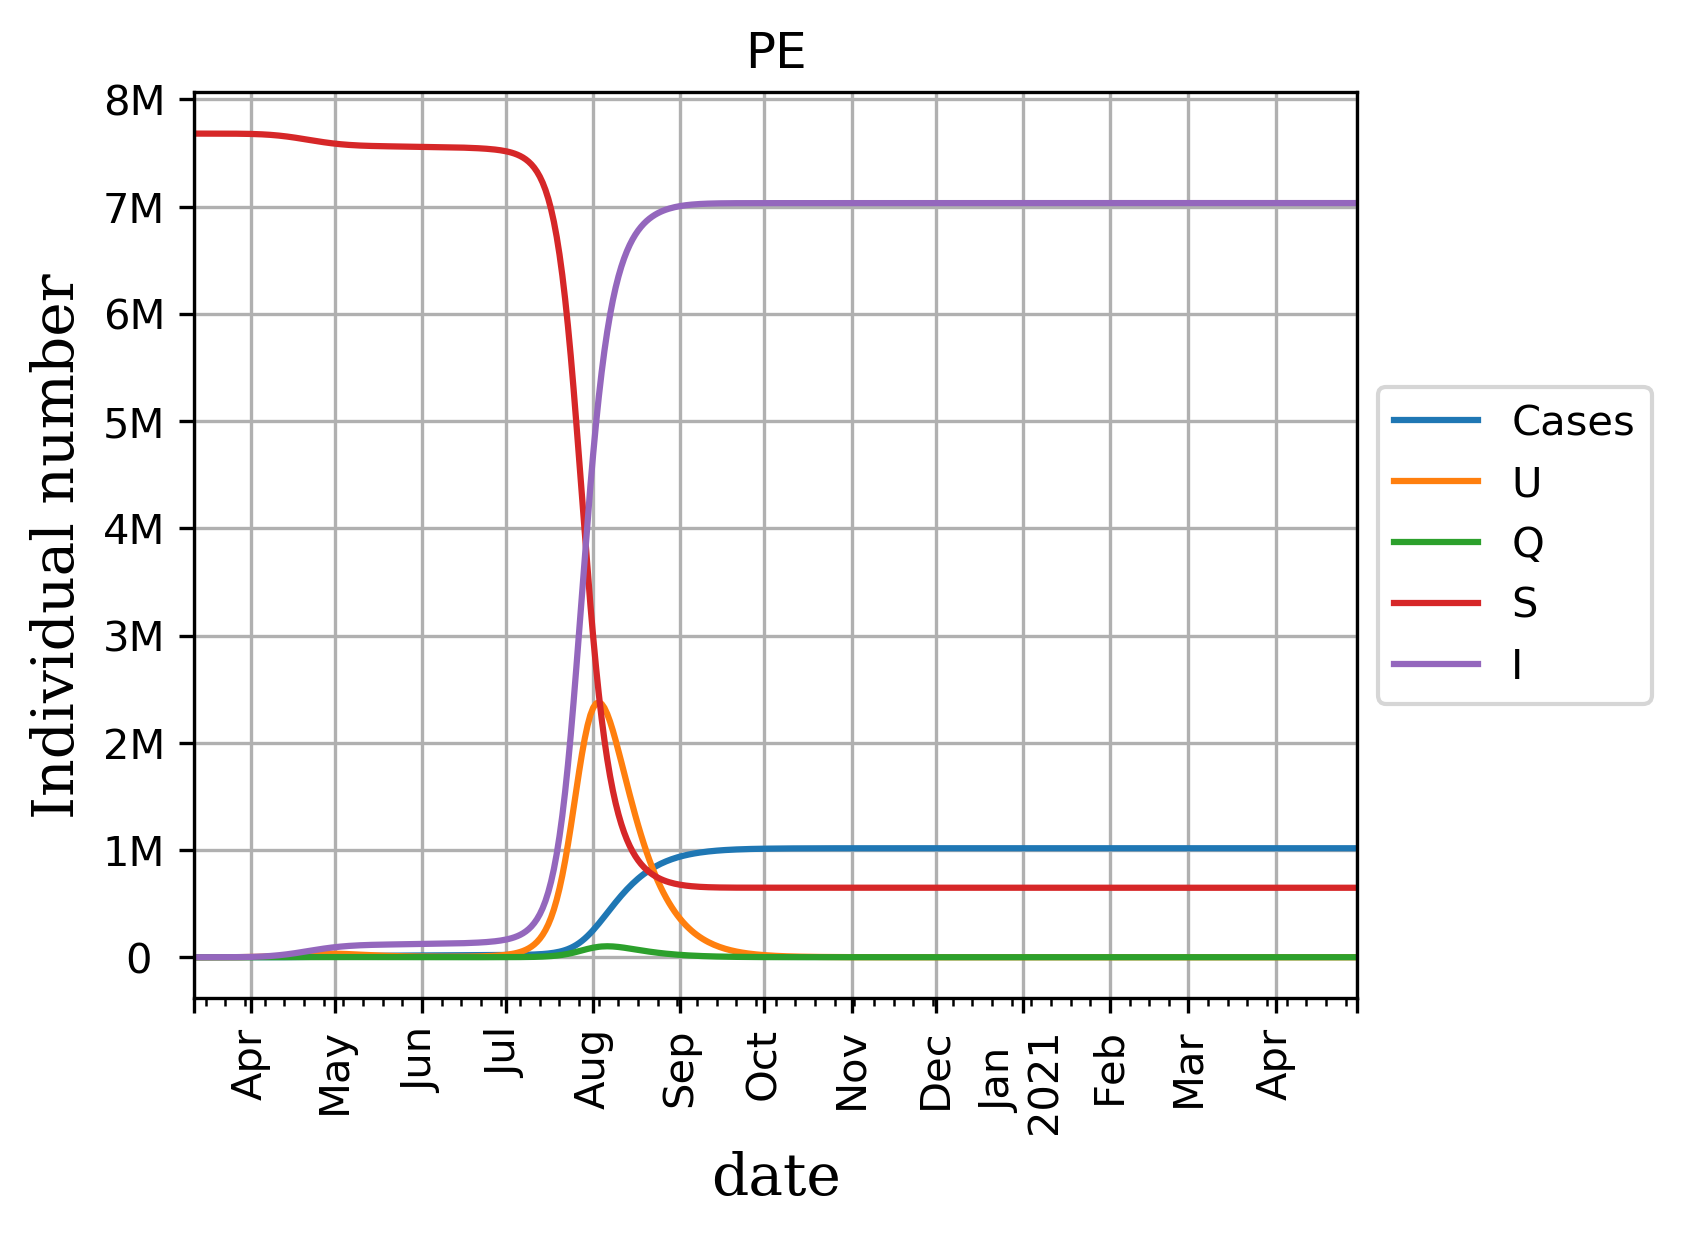 PE
8M
7M
6M
5M
4M
3M
2M
1M
0
Individual number
Apr
May
Jun
Jul
Aug
Sep
Oct
Nov
Dec
Jan
2021
Feb
Mar
Apr
date
Cases
U
Q
S
I